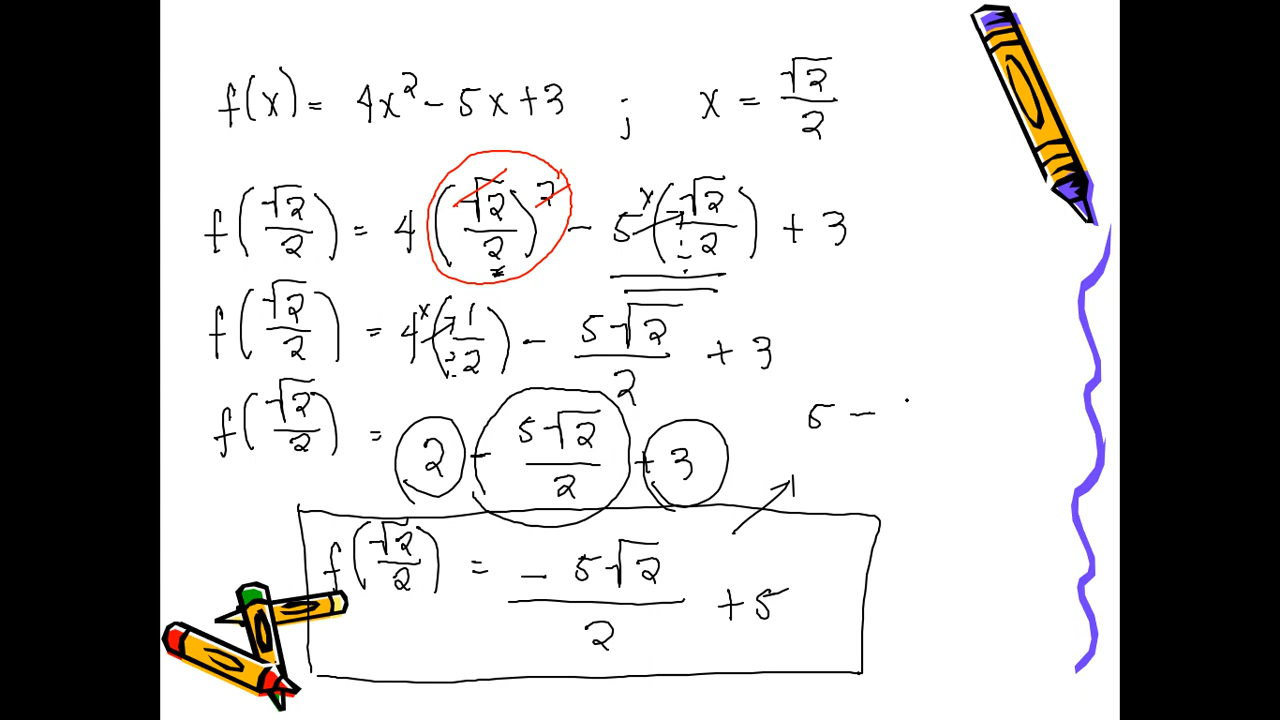 f(x) = 4x² - 5x + 3 ; x = √2/2
f(√2/2) = 4(√2/2)² - 5(√2/2) + 3
f(√2/2) = 4(1/2) - 5√2/2 + 3
f(√2/2) = 2 - 5√2/2 + 3
5 -
f(√2/2) = -5√2/2 + 5